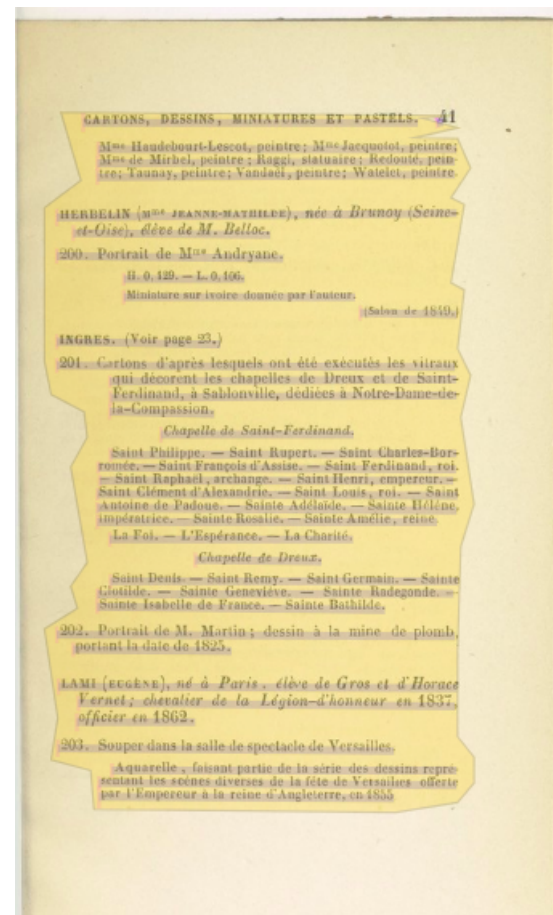 CARTONS, DESSINS, MINIATURES ET PASTELS. 41
Mme Haudebourt-Lescot, peintre; Mme Jacquotot, peintre;
Mme de Mirbel, peintre; Raggi, statuaire; Redouté, pein-
tre; Taunay, peintre; Vandaël, peintre; Watelet, peintre
HERBELIN (Mme JEANNE-MATHILDE), née à Brunoy (Seine-
et-Oise), élève de M. Belloc.
200. Portrait de Mme Andryane.
H. 0,129. — L. 0,106.
Miniature sur ivoire donnée par l'auteur.
(Salon de 1849.)
INGRES. (Voir page 23.)
201. Cartons d'après lesquels ont été exécutés les vitraux
qui décorent les chapelles de Dreux et de Saint-
Ferdinand, à Sablonville, dédiées à Notre-Dame-de-
la-Compassion.
Chapelle de Saint-Ferdinand.
Saint Philippe. — Saint Rupert. — Saint Charles-Bor-
romée. — Saint François d'Assise. — Saint Ferdinand, roi.
— Saint Raphaël, archange. — Saint Henri, empereur. —
Saint Clément d'Alexandrie. — Saint Louis, roi. — Saint
Antoine de Padoue. — Sainte Adélaïde. — Sainte Hélène,
impératrice. — Sainte Rosalie. — Sainte Amélie, reine
La Foi. — L'Espérance. — La Charité.
Chapelle de Dreux.
Saint Denis. — Saint Remy. — Saint Germain. — Sainte
Clotilde. — Sainte Geneviève. — Sainte Radegonde. —
Sainte Isabelle de France. — Sainte Bathilde.
202. Portrait de M. Martin; dessin à la mine de plomb,
portant la date de 1825.
LAMI (EUGÈNE), né à Paris, élève de Gros et d'Horace
Vernet; chevalier de la Légion-d'honneur en 1837,
officier en 1862.
203. Souper dans la salle de spectacle de Versailles.
Aquarelle, faisant partie de la série des dessins repré-
sentant les scènes diverses de la fête de Versailles offerte
par l'Empereur à la reine d'Angleterre, en 1855